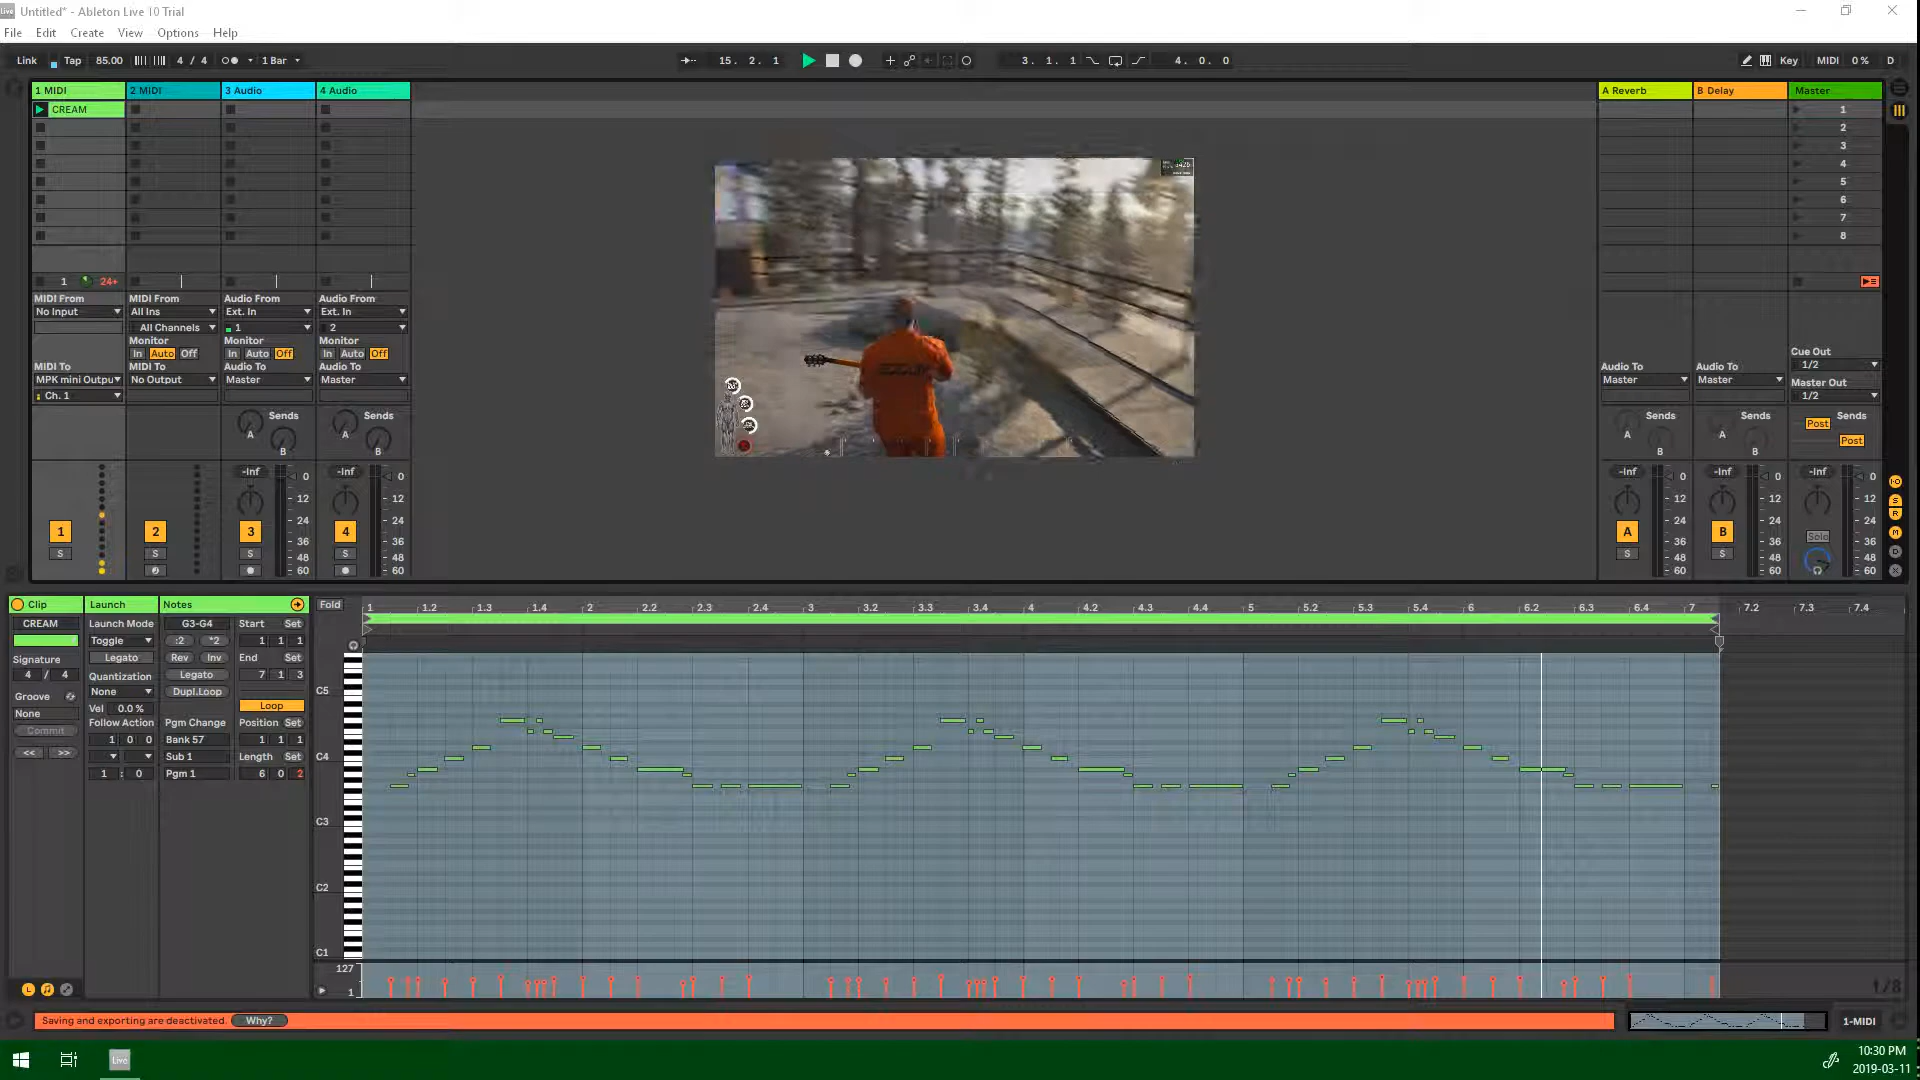 Untitled* - Ableton Live 10 Trial
File Edit Create View Options Help
Link Tap 85.00 4 / 4 1 Bar 15. 2. 1 3. 1. 1 4. 0. 0 Key MIDI 0 % D
1 MIDI 2 MIDI 3 Audio 4 Audio A Reverb B Delay Master
CREAM 1
2
3
4
5
6
7
8
1 24+
MIDI From MIDI From Audio From Audio From
No Input All Ins Ext. In Ext. In
All Channels 1 2
Monitor Monitor Monitor
In Auto Off In Auto Off In Auto Off
MIDI To MIDI To Audio To Audio To Audio To Audio To
MPK mini Outpu No Output Master Master Master Master
Ch. 1
Cue Out
1/2
Master Out
1/2
Sends Sends Sends Sends Sends
A B A B A B A B Post Post
-Inf -Inf -Inf -Inf -Inf
0 0 0 0 0
12 12 12 12 12
24 24 24 24 24
36 36 36 36 36
48 48 48 48 48
60 60 60 60 60
1 2 3 4 A B Solo
S S S S S S
Clip Launch Notes Fold 1 1.2 1.3 1.4 2 2.2 2.3 2.4 3 3.2 3.3 3.4 4 4.2 4.3 4.4 5 5.2 5.3 5.4 6 6.2 6.3 6.4 7 7.2 7.3 7.4
CREAM Launch Mode G3-G4 Start Set
Toggle :2 *2 1 1 1
Signature Legato Rev Inv End Set
4 / 4 Quantization Legato 7 1 3
Groove None Dupl.Loop Loop
None Vel 0.0 %
Commit Follow Action Pgm Change Position Set
<< >> 1 0 0 Bank 57 1 1 1
Sub 1 Length Set
1 : 0 Pgm 1 6 0 2
C5
C4
C3
C2
C1
127
1
1/8
Saving and exporting are deactivated. Why? 1-MIDI
Live
10:30 PM
2019-03-11